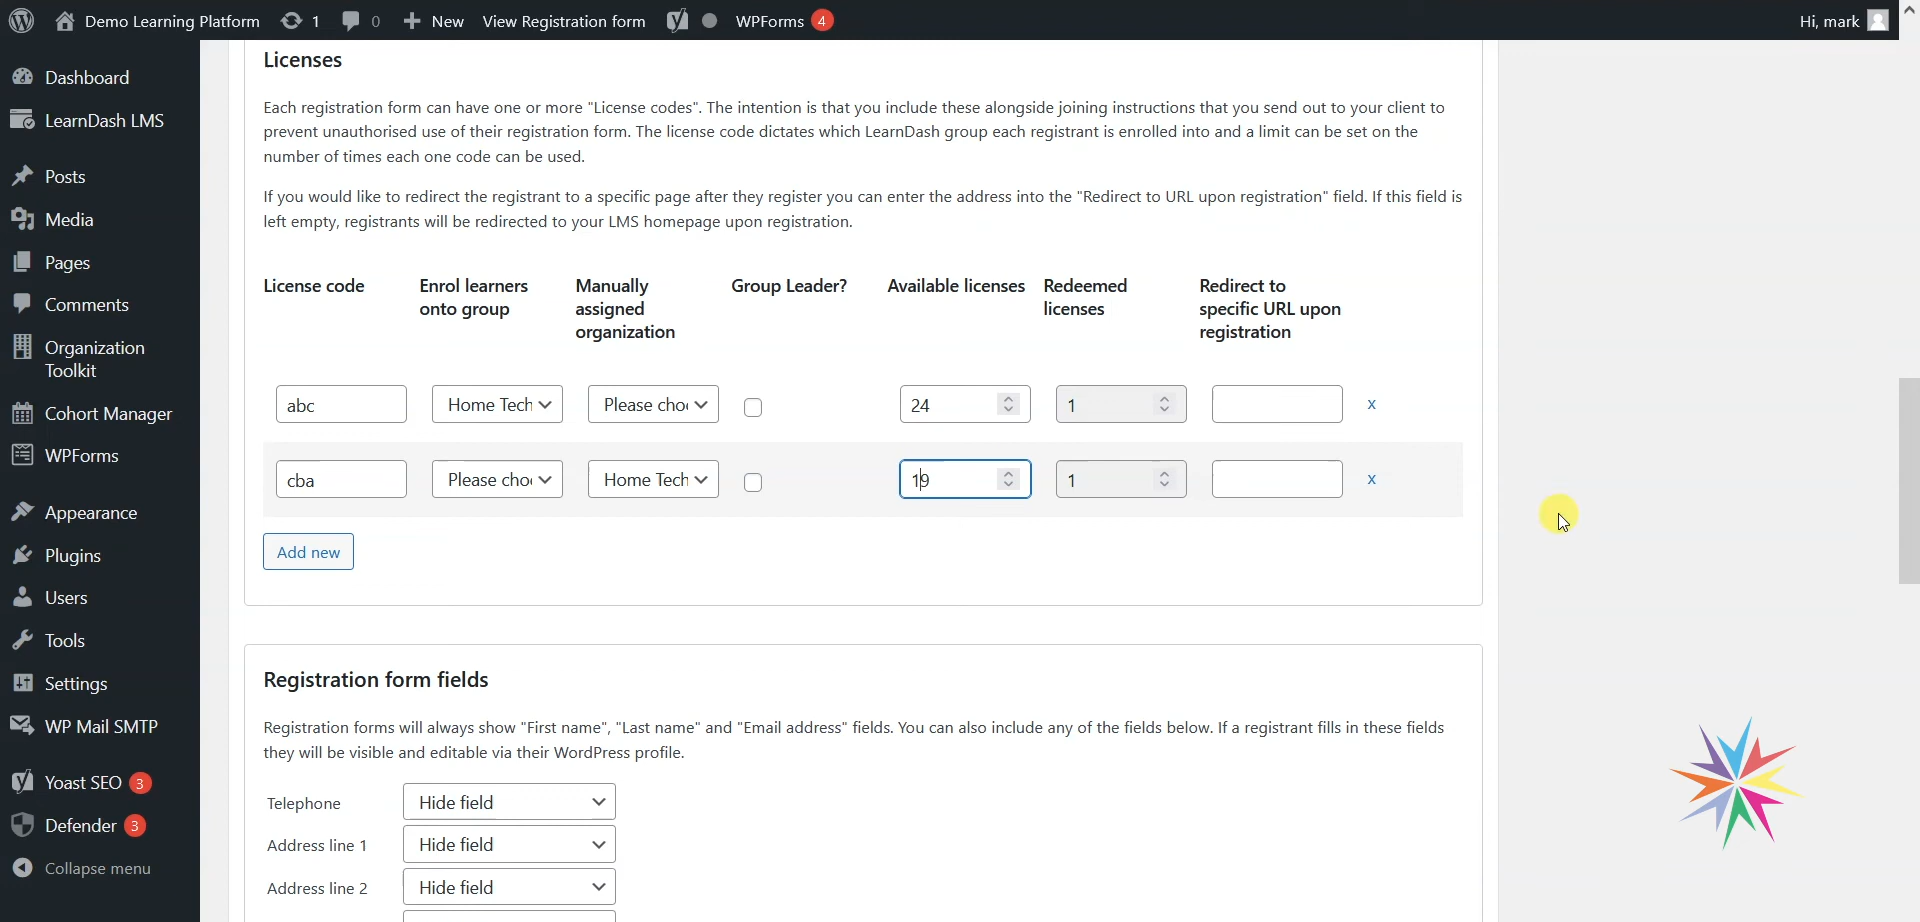 Demo Learning Platform 1 0 New View Registration form WPForms 4 Hi, mark
Dashboard
LearnDash LMS
Posts
Media
Pages
Comments
Organization
Toolkit
Cohort Manager
WPForms
Appearance
Plugins
Users
Tools
Settings
WP Mail SMTP
Yoast SEO 3
Defender 3
Collapse menu
Licenses
Each registration form can have one or more "License codes". The intention is that you include these alongside joining instructions that you send out to your client to
prevent unauthorised use of their registration form. The license code dictates which LearnDash group each registrant is enrolled into and a limit can be set on the
number of times each one code can be used.
If you would like to redirect the registrant to a specific page after they register you can enter the address into the "Redirect to URL upon registration" field. If this field is
left empty, registrants will be redirected to your LMS homepage upon registration.
License code Enrol learners Manually Group Leader? Available licenses Redeemed Redirect to
onto group assigned licenses specific URL upon
organization registration
abc Home Tech Please choo 24 1 x
cba Please choo Home Tech 19 1 x
Add new
Registration form fields
Registration forms will always show "First name", "Last name" and "Email address" fields. You can also include any of the fields below. If a registrant fills in these fields
they will be visible and editable via their WordPress profile.
Telephone Hide field
Address line 1 Hide field
Address line 2 Hide field